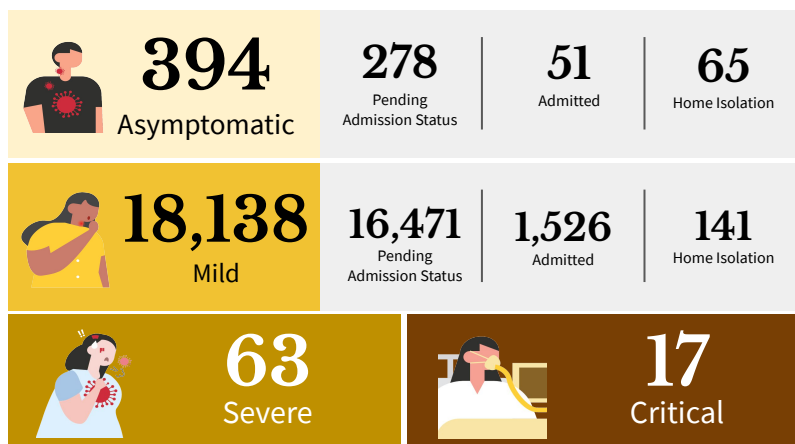 394
Asymptomatic
278
Pending
Admission Status
51
Admitted
65
Home Isolation
18,138
Mild
16,471
Pending
Admission Status
1,526
Admitted
141
Home Isolation
!!
63
Severe
17
Critical